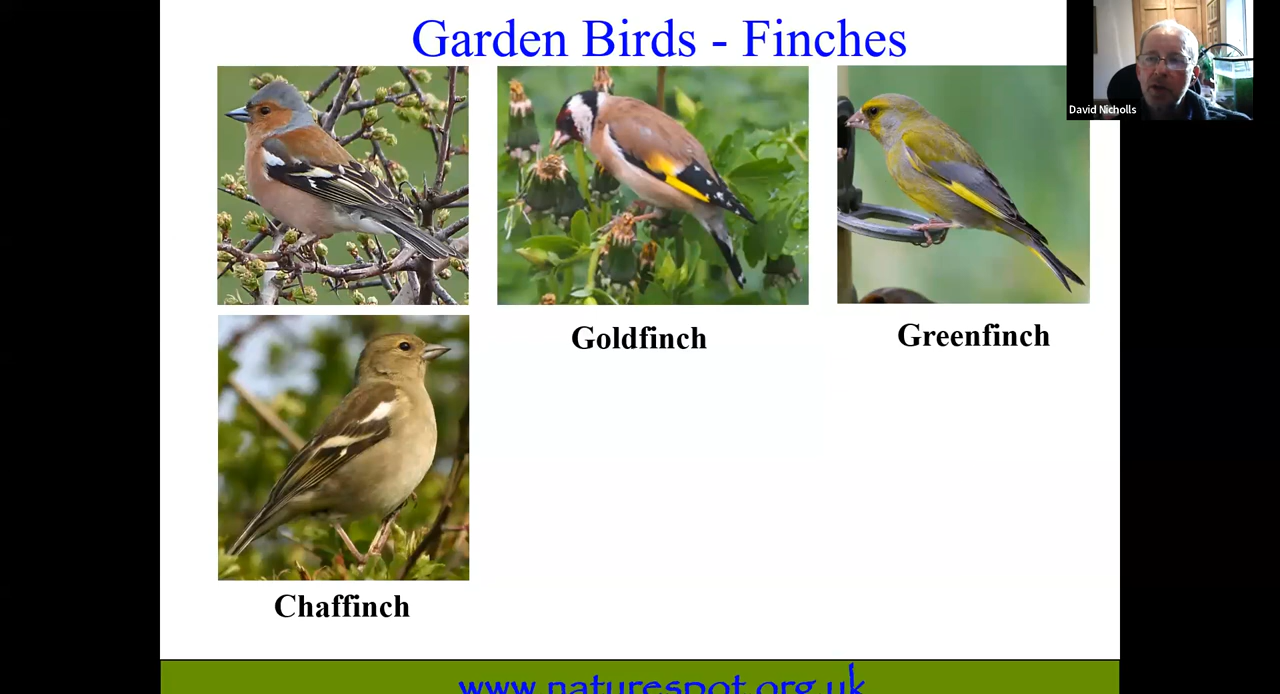 Garden Birds - Finches
David Nicholls
Goldfinch
Greenfinch
Chaffinch
www.naturespot.org.uk